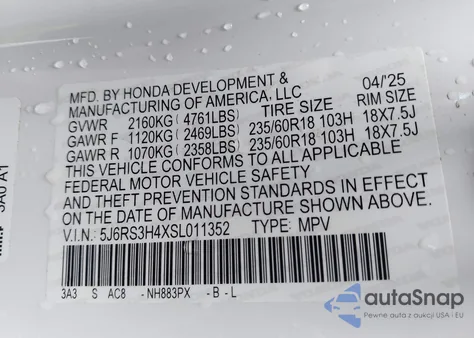 MFD. BY HONDA DEVELOPMENT &
MANUFACTURING OF AMERICA, LLC 04/'25
GVWR 2160KG (4761LBS) TIRE SIZE RIM SIZE
GAWR F 1120KG (2469LBS) 235/60R18 103H 18X7.5J
GAWR R 1070KG (2358LBS) 235/60R18 103H 18X7.5J
THIS VEHICLE CONFORMS TO ALL APPLICABLE
FEDERAL MOTOR VEHICLE SAFETY
AND THEFT PREVENTION STANDARDS IN EFFECT
ON THE DATE OF MANUFACTURE SHOWN ABOVE.
V.I.N.: 5J6RS3H4XSL011352 TYPE: MPV
3A3 S AC8 - NH883PX - B - L
3A0 A1
autoSnap
Pewne auta z aukcji USA i EU